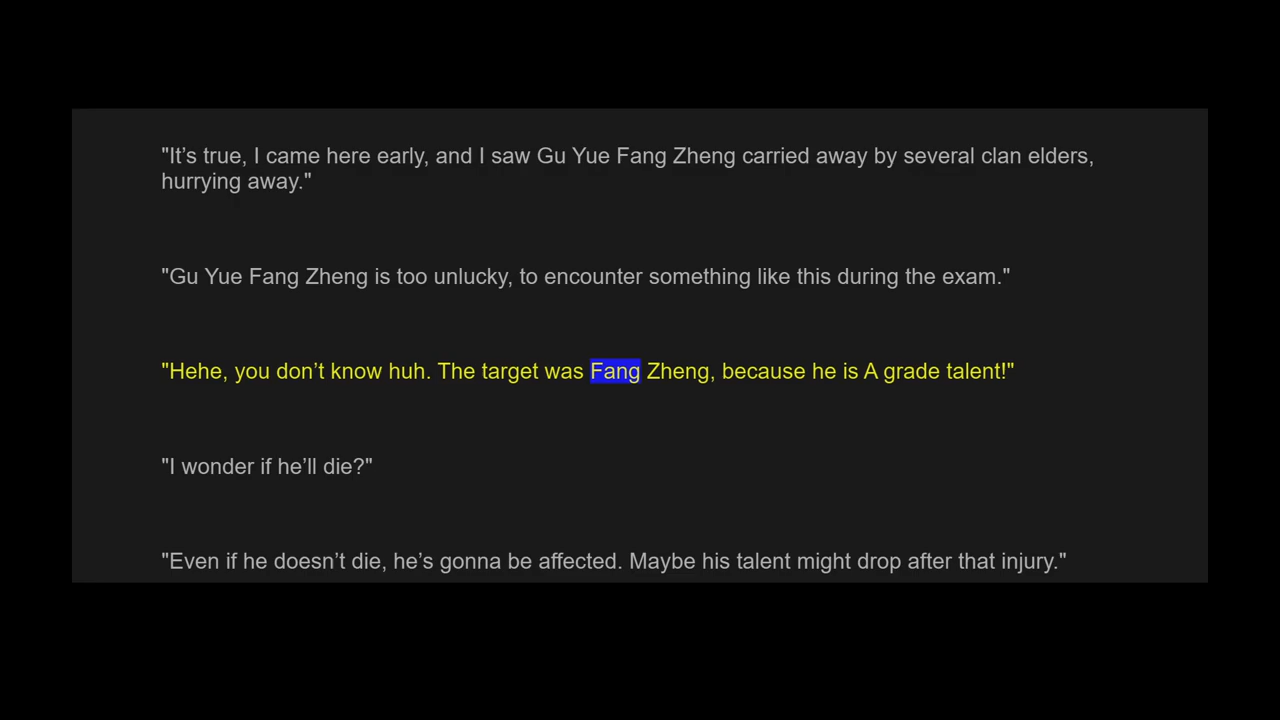 "It’s true, I came here early, and I saw Gu Yue Fang Zheng carried away by several clan elders,
hurrying away."
"Gu Yue Fang Zheng is too unlucky, to encounter something like this during the exam."
"Hehe, you don’t know huh. The target was Fang Zheng, because he is A grade talent!"
"I wonder if he’ll die?"
"Even if he doesn’t die, he’s gonna be affected. Maybe his talent might drop after that injury."